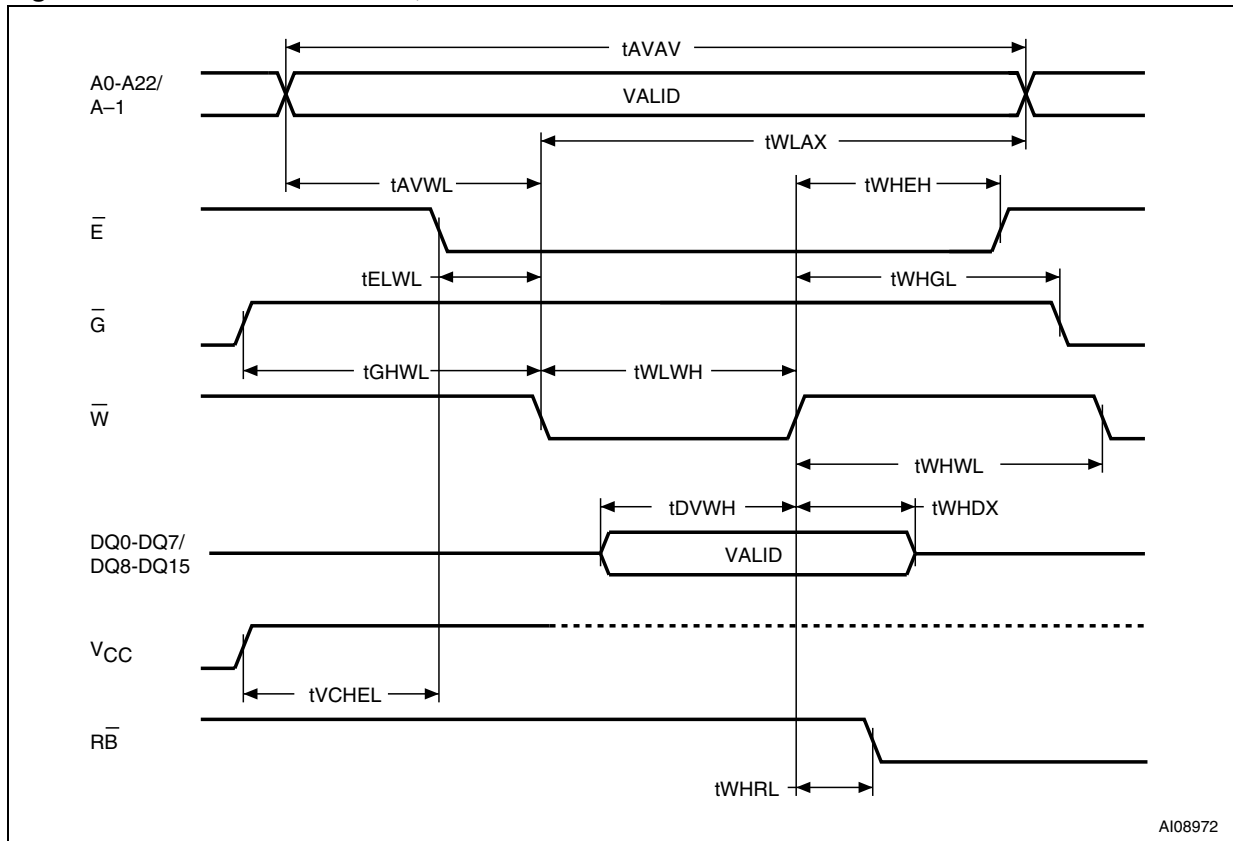 tAVAV
A0-A22/
A–1
VALID
tWLAX
tAVWL
tWHEH
E̅
tELWL
tWHGL
G̅
tGHWL
tWLWH
W̅
tWHWL
tDVWH
tWHDX
DQ0-DQ7/
DQ8-DQ15
VALID
VCC
tVCHEL
RB̅
tWHRL
AI08972